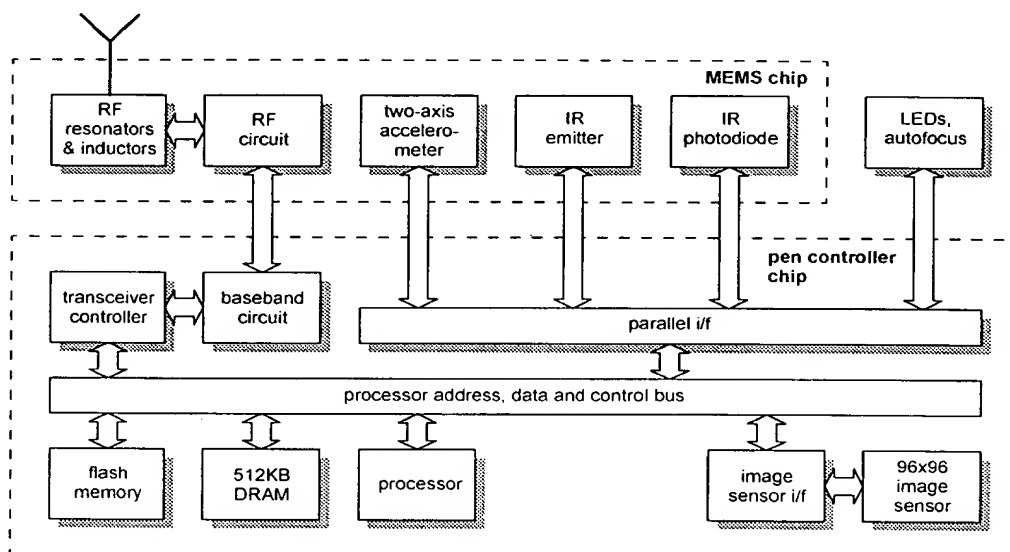 MEMS chip
RF
resonators
& inductors
RF
circuit
two-axis
accelero-
meter
IR
emitter
IR
photodiode
LEDs,
autofocus
pen controller
chip
transceiver
controller
baseband
circuit
parallel i/f
processor address, data and control bus
flash
memory
512KB
DRAM
processor
image
sensor i/f
96x96
image
sensor